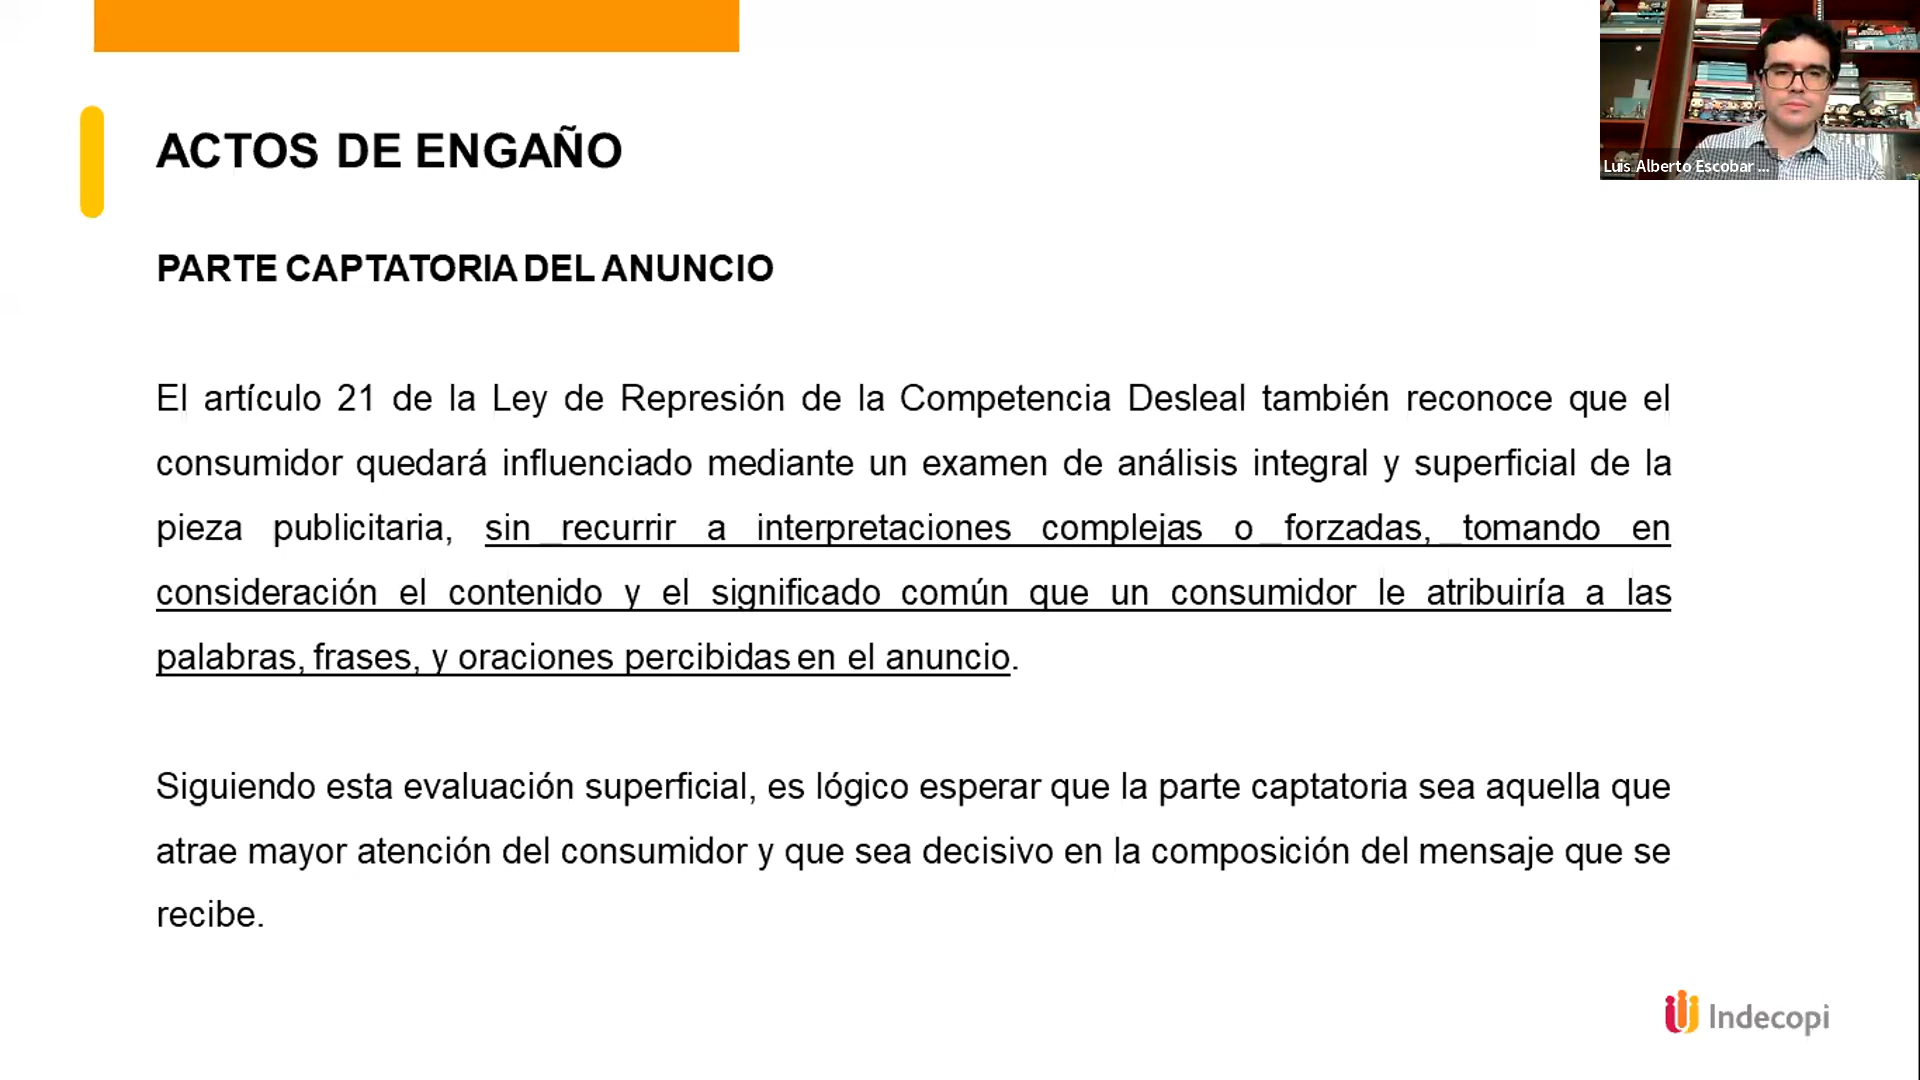 ACTOS DE ENGAÑO
Luis Alberto Escobar ...
PARTE CAPTATORIA DEL ANUNCIO
El artículo 21 de la Ley de Represión de la Competencia Desleal también reconoce que el
consumidor quedará influenciado mediante un examen de análisis integral y superficial de la
pieza publicitaria, sin recurrir a interpretaciones complejas o forzadas, tomando en
consideración el contenido y el significado común que un consumidor le atribuiría a las
palabras, frases, y oraciones percibidas en el anuncio.
Siguiendo esta evaluación superficial, es lógico esperar que la parte captatoria sea aquella que
atrae mayor atención del consumidor y que sea decisivo en la composición del mensaje que se
recibe.
Indecopi